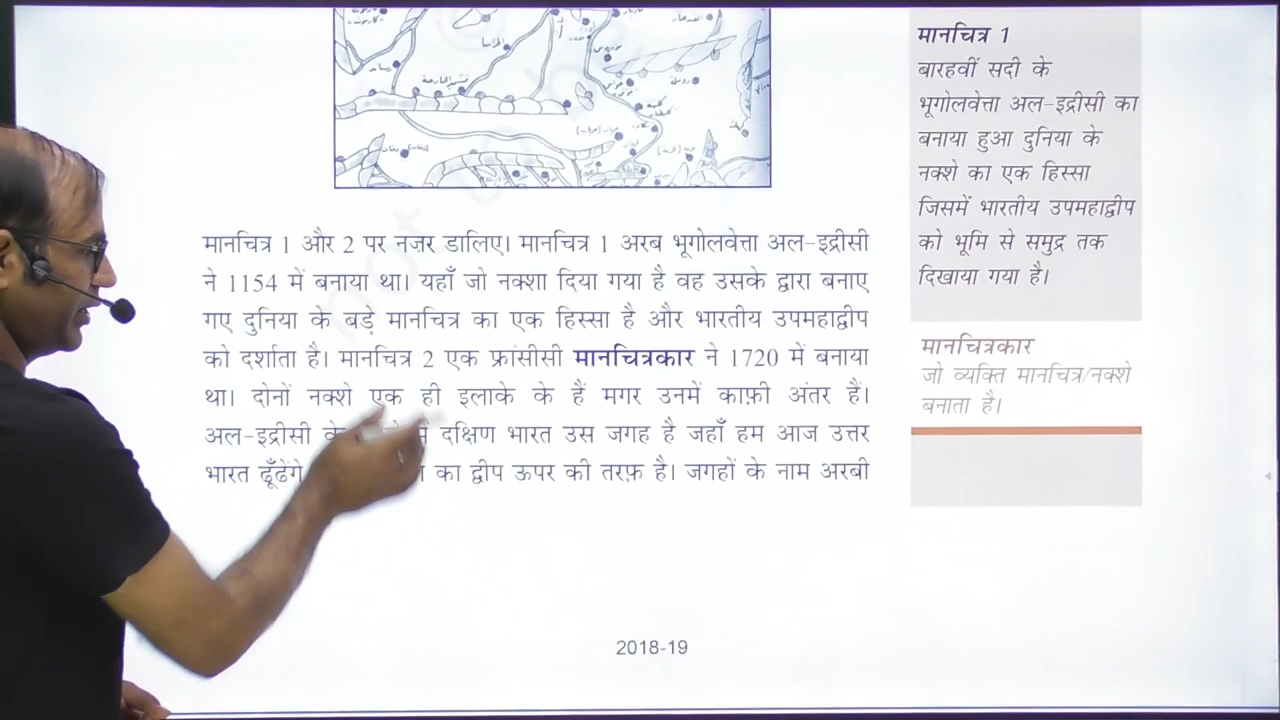 मानचित्र 1
बारहवीं सदी के
भूगोलवेत्ता अल-इद्रीसी का
बनाया हुआ दुनिया के
नक्शे का एक हिस्सा
जिसमें भारतीय उपमहाद्वीप
को भूमि से समुद्र तक
दिखाया गया है।
मानचित्र 1 और 2 पर नज़र डालिए। मानचित्र 1 अरब भूगोलवेत्ता अल-इद्रीसी
ने 1154 में बनाया था। यहाँ जो नक्शा दिया गया है वह उसके द्वारा बनाए
गए दुनिया के बड़े मानचित्र का एक हिस्सा है और भारतीय उपमहाद्वीप
को दर्शाता है। मानचित्र 2 एक फ्रांसीसी मानचित्रकार ने 1720 में बनाया
था। दोनों नक्शे एक ही इलाके के हैं मगर उनमें काफ़ी अंतर है।
अल-इद्रीसी दक्षिण भारत उस जगह है जहाँ हम आज उत्तर
भारत ढूँढेंगे का द्वीप ऊपर की तरफ़ है। जगहों के नाम अरबी
मानचित्रकार
जो व्यक्ति मानचित्र/नक्शे
बनाता है।
2018-19